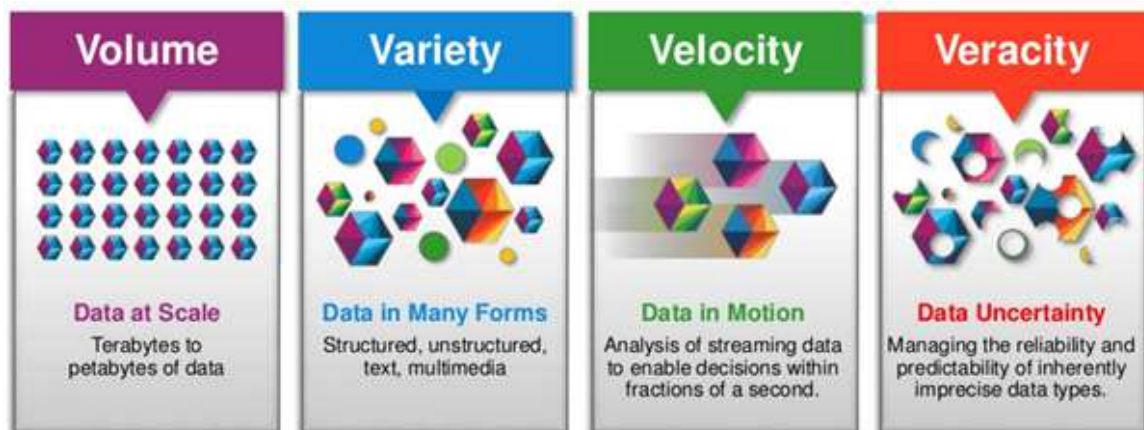 Volume
Variety
Velocity
Veracity
Data at Scale
Terabytes to
petabytes of data
Data in Many Forms
Structured, unstructured,
text, multimedia
Data in Motion
Analysis of streaming data
to enable decisions within
fractions of a second.
Data Uncertainty
Managing the reliability and
predictability of inherently
imprecise data types.